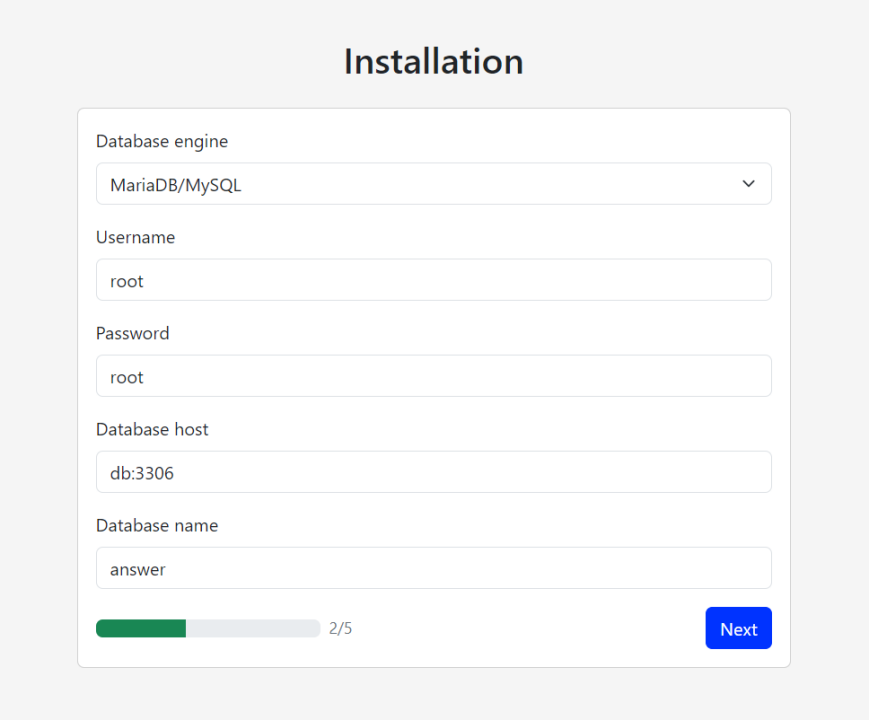 Installation
Database engine
MariaDB/MySQL
Username
root
Password
root
Database host
db:3306
Database name
answer
2/5
Next